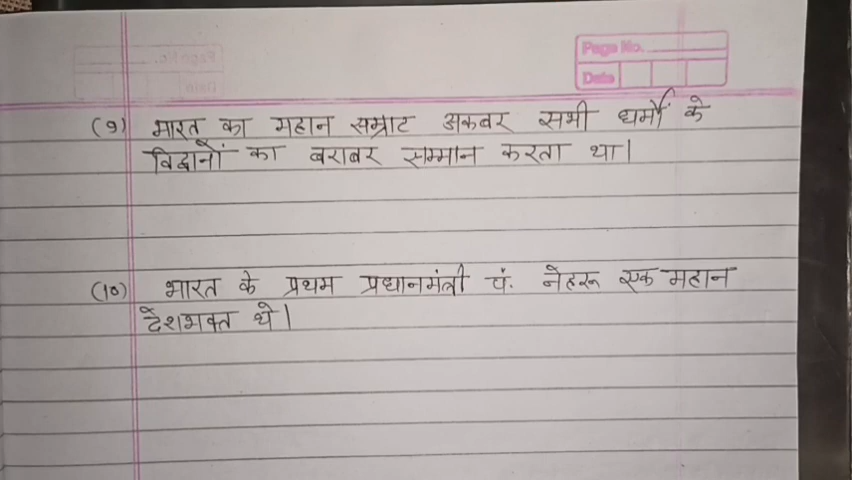 Page No.
Date
(9) भारत का महान सम्राट अकबर सभी धर्मों के
विद्वानों का बराबर सम्मान करता था।
(10) भारत के प्रथम प्रधानमंत्री पं. नेहरू एक महान
देशभक्त थे।